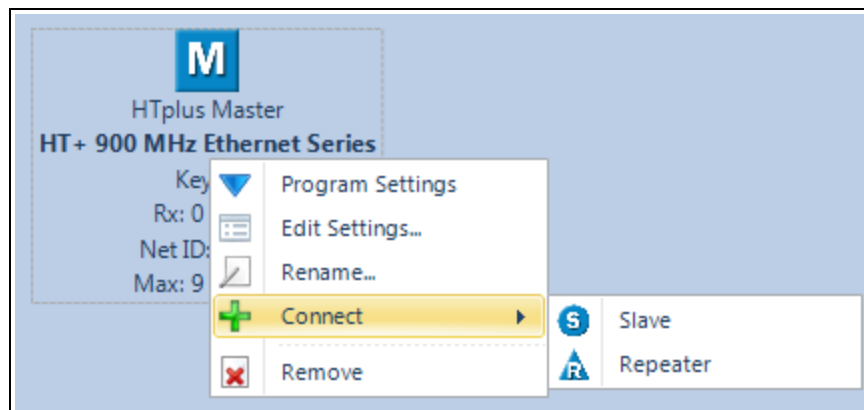 M
HTplus Master
HT+ 900 MHz Ethernet Series
Key
Rx: 0
Net ID:
Max: 9
Program Settings
Edit Settings...
Rename...
Connect
Remove
S Slave
R Repeater